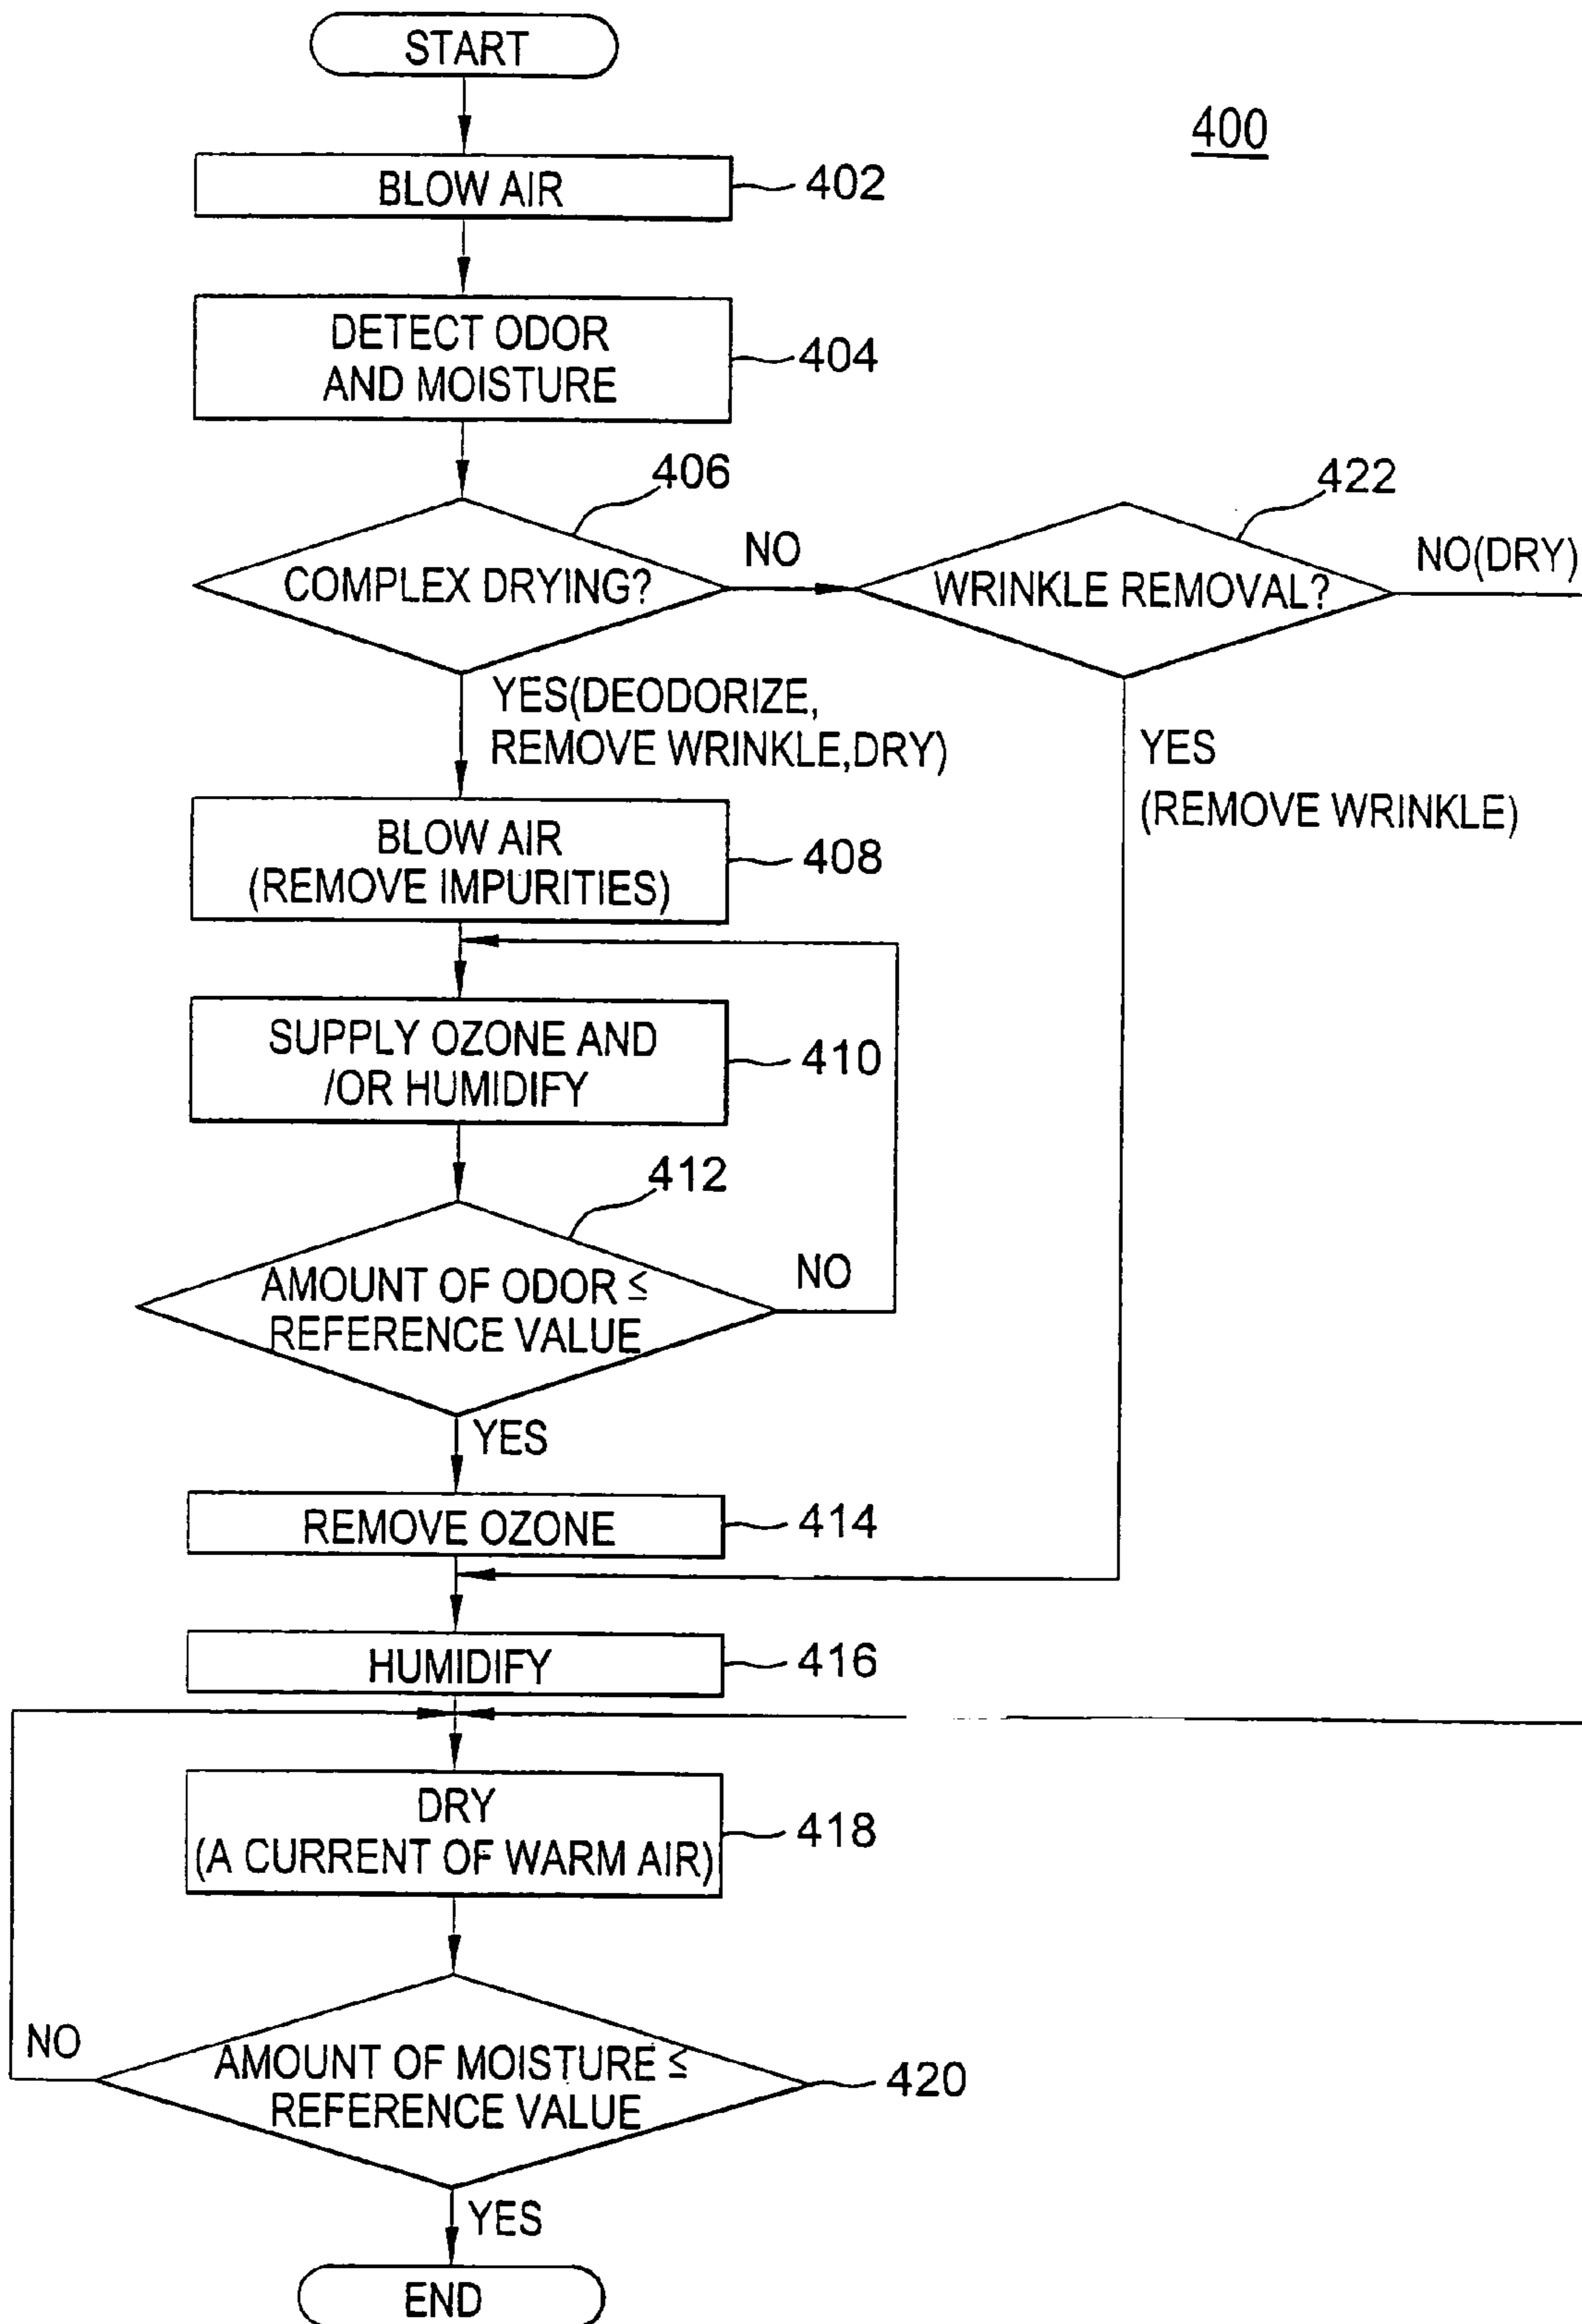 START
400
BLOW AIR
402
DETECT ODOR
AND MOISTURE
404
406
422
COMPLEX DRYING?
NO
WRINKLE REMOVAL?
NO(DRY)
YES(DEODORIZE,
REMOVE WRINKLE,DRY)
YES
(REMOVE WRINKLE)
BLOW AIR
(REMOVE IMPURITIES)
408
SUPPLY OZONE AND
/OR HUMIDIFY
410
412
AMOUNT OF ODOR ≤
REFERENCE VALUE
NO
YES
REMOVE OZONE
414
HUMIDIFY
416
DRY
(A CURRENT OF WARM AIR)
418
NO
AMOUNT OF MOISTURE ≤
REFERENCE VALUE
420
YES
END